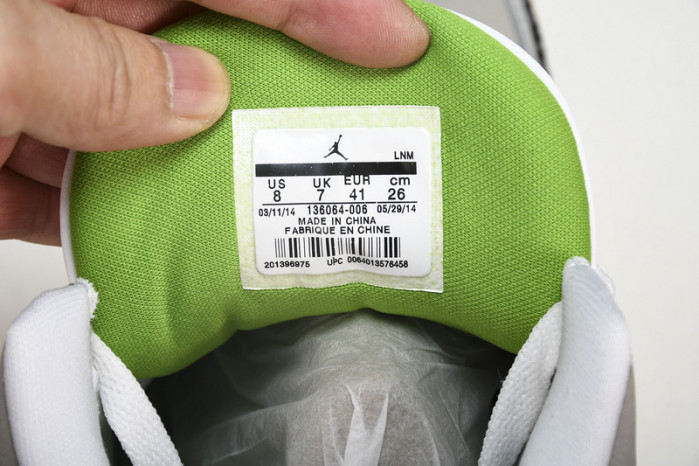 LNM
US UK EUR cm
8 7 41 26
03/11/14 136064-006 05/29/14
MADE IN CHINA
FABRIQUE EN CHINE
201396975 UPC 0064013576458